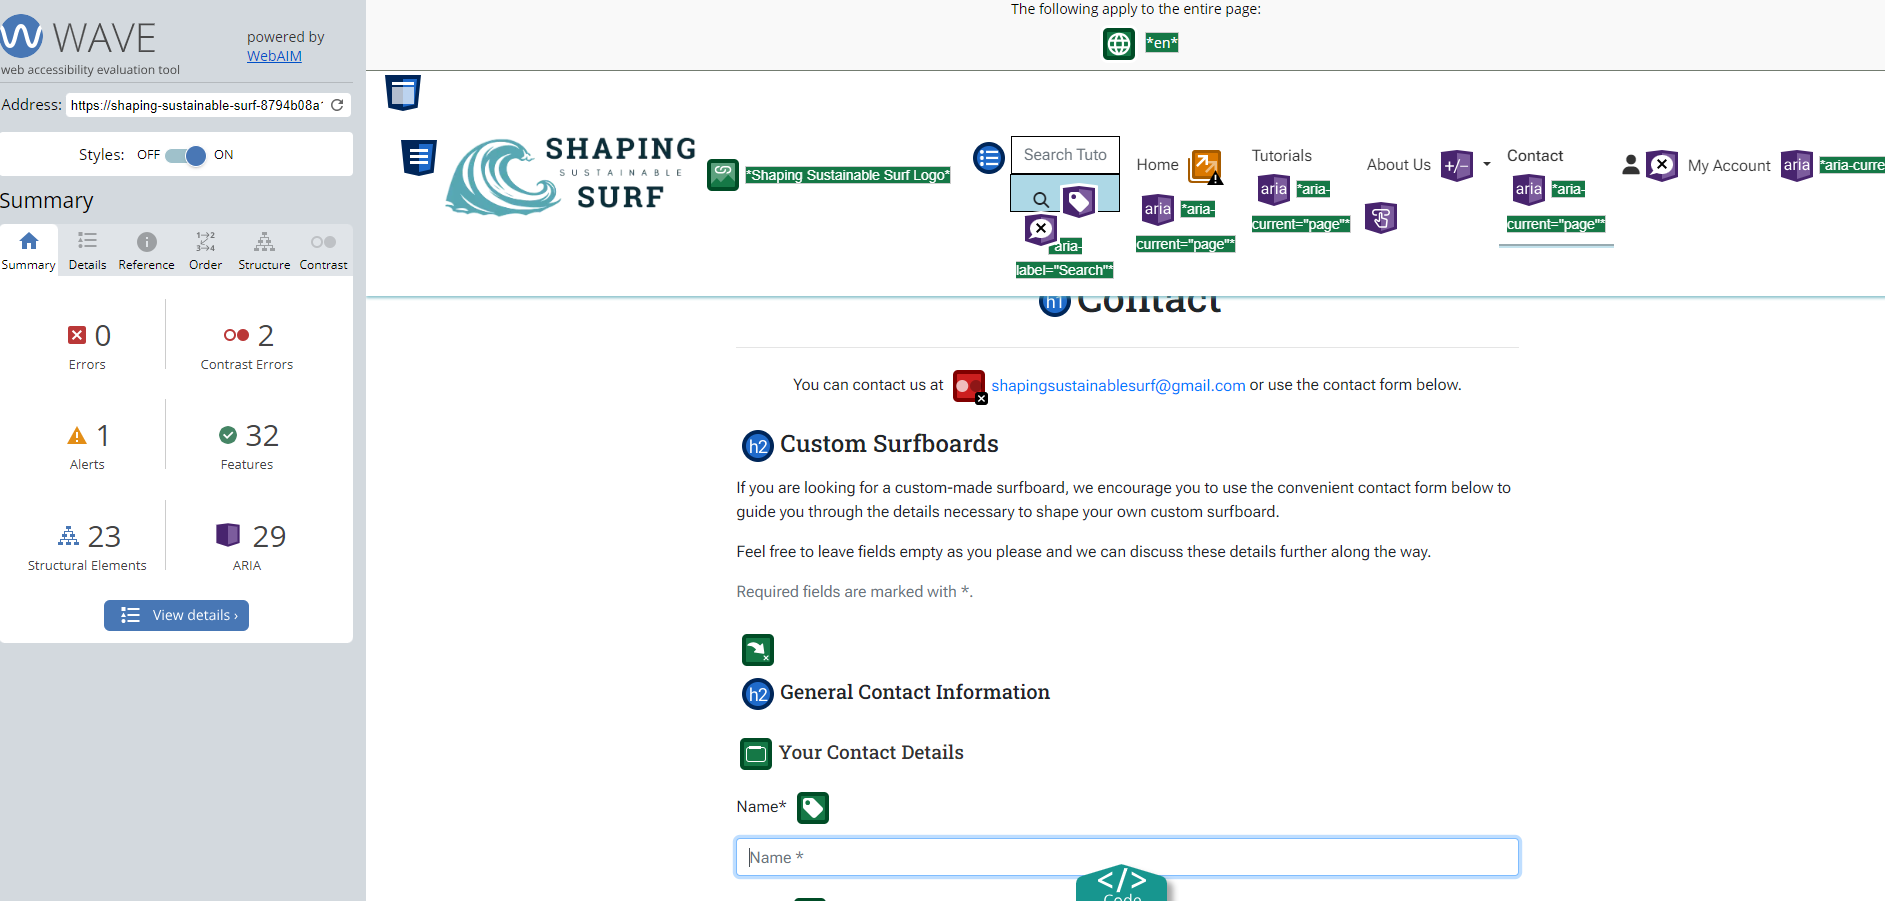 WAVE
web accessibility evaluation tool
powered by
WebAIM
Address: https://shaping-sustainable-surf-8794b08a1
Styles: OFF ON
Summary
Summary Details Reference Order Structure Contrast
0
Errors
2
Contrast Errors
1
Alerts
32
Features
23
Structural Elements
29
ARIA
View details ›
The following apply to the entire page:
*en*
SHAPING
SUSTAINABLE
SURF
*Shaping Sustainable Surf Logo*
Search Tuto
aria-
label="Search"*
Home
aria *aria-
current="page"*
Tutorials
aria *aria-
current="page"*
About Us +/-
Contact
aria *aria-
current="page"*
My Account aria *aria-curre
h1 Contact
You can contact us at shapingsustainablesurf@gmail.com or use the contact form below.
h2 Custom Surfboards
If you are looking for a custom-made surfboard, we encourage you to use the convenient contact form below to
guide you through the details necessary to shape your own custom surfboard.
Feel free to leave fields empty as you please and we can discuss these details further along the way.
Required fields are marked with *.
h2 General Contact Information
Your Contact Details
Name*
Name *
</>
Code